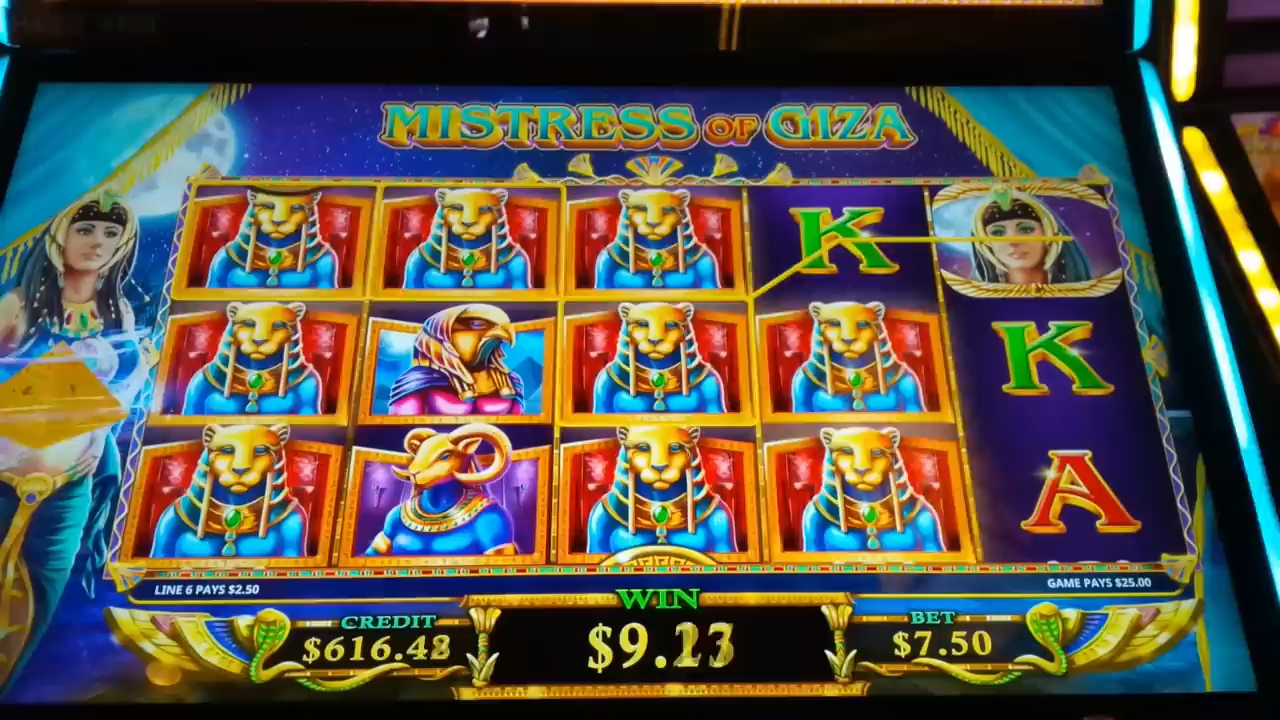 MISTRESS OF GIZA
K
K
A
LINE 6 PAYS $2.50
GAME PAYS $25.00
WIN
CREDIT
BET
$616.48
$9.23
$7.50